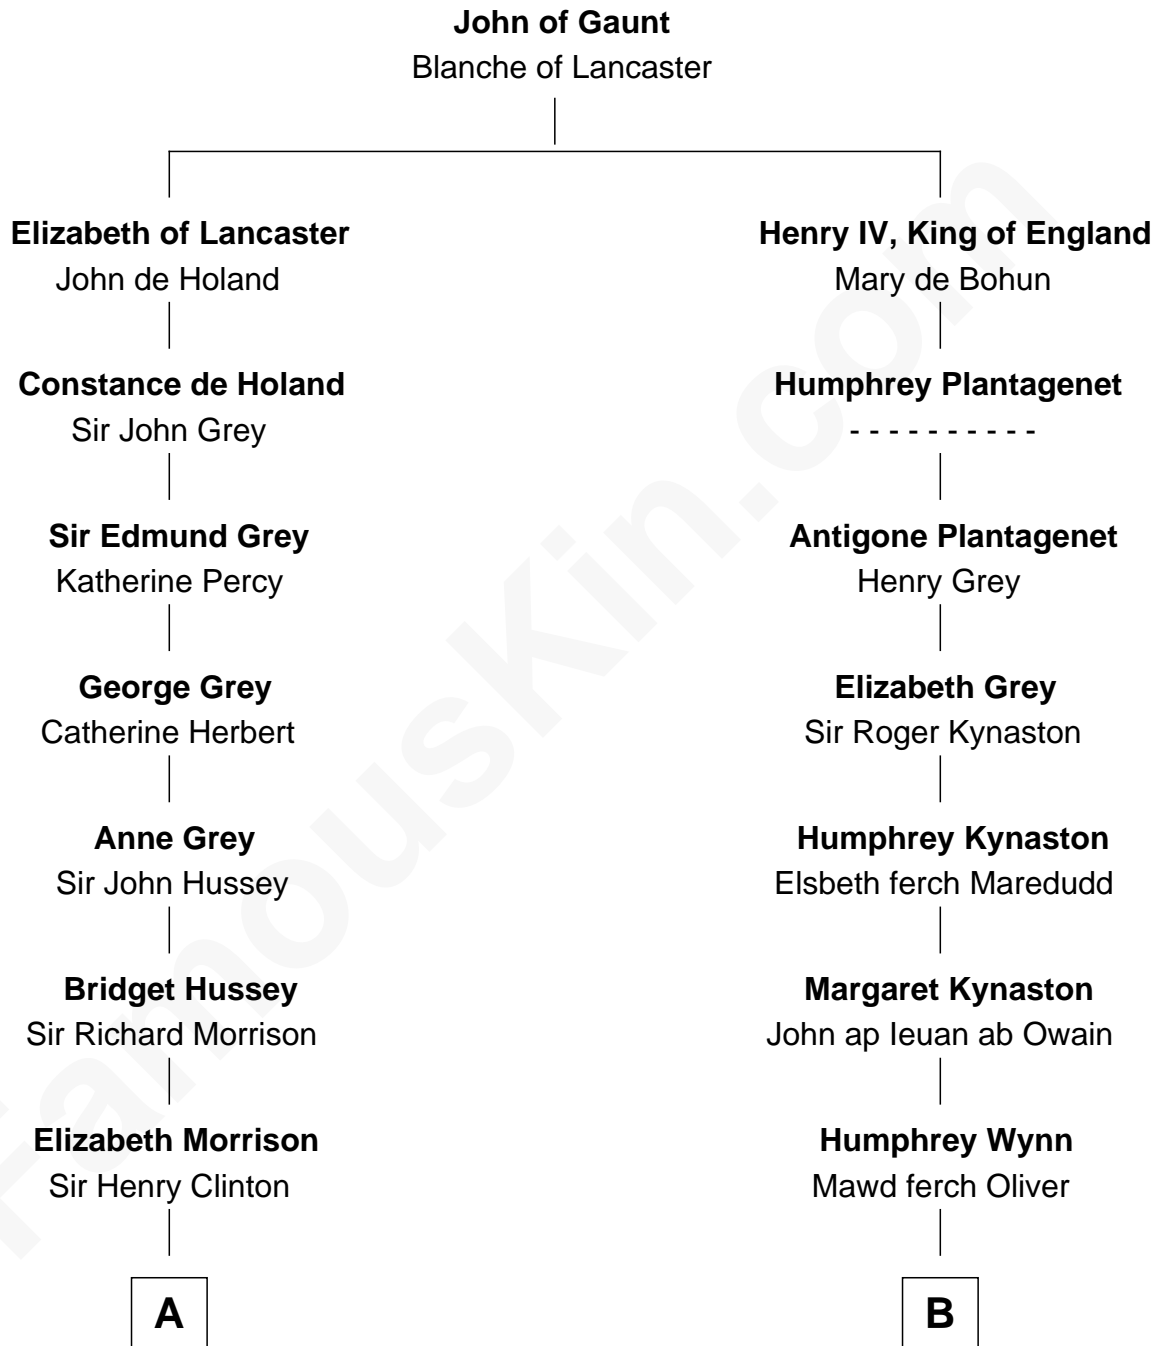 John of Gaunt
Blanche of Lancaster
Elizabeth of Lancaster
John de Holand
Henry IV, King of England
Mary de Bohun
Constance de Holand
Sir John Grey
Humphrey Plantagenet
- - - - - - - - - -
Sir Edmund Grey
Katherine Percy
Antigone Plantagenet
Henry Grey
George Grey
Catherine Herbert
Elizabeth Grey
Sir Roger Kynaston
Anne Grey
Sir John Hussey
Humphrey Kynaston
Elsbeth ferch Maredudd
Bridget Hussey
Sir Richard Morrison
Margaret Kynaston
John ap Ieuan ab Owain
Elizabeth Morrison
Sir Henry Clinton
Humphrey Wynn
Mawd ferch Oliver
A
B
FamousKin.com